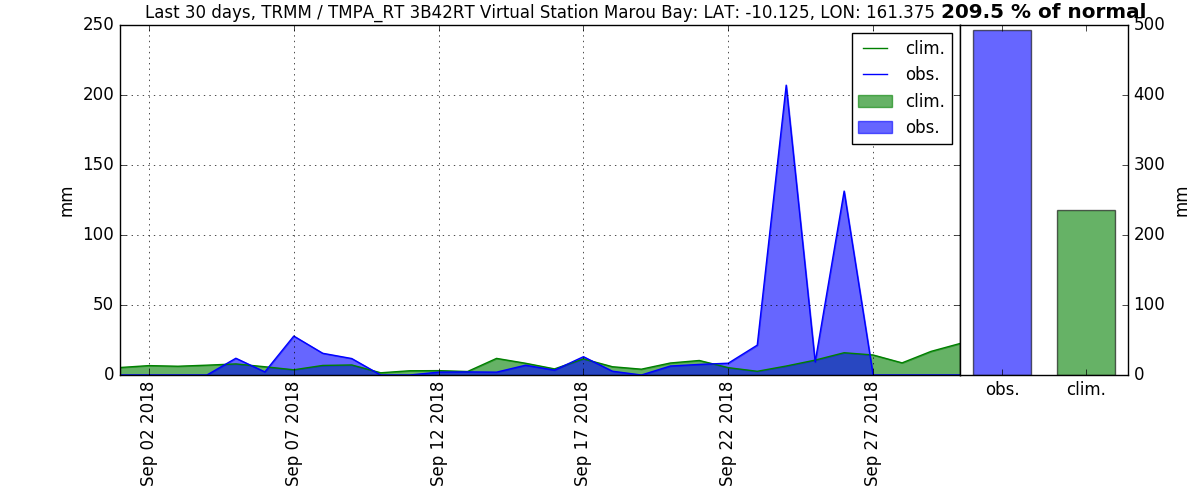 Last 30 days, TRMM / TMPA_RT 3B42RT Virtual Station Marou Bay: LAT: -10.125, LON: 161.375 209.5 % of normal
250
200
150
100
50
0
mm
clim.
obs.
clim.
obs.
Sep 02 2018
Sep 07 2018
Sep 12 2018
Sep 17 2018
Sep 22 2018
Sep 27 2018
500
400
300
200
100
0
mm
obs.
clim.